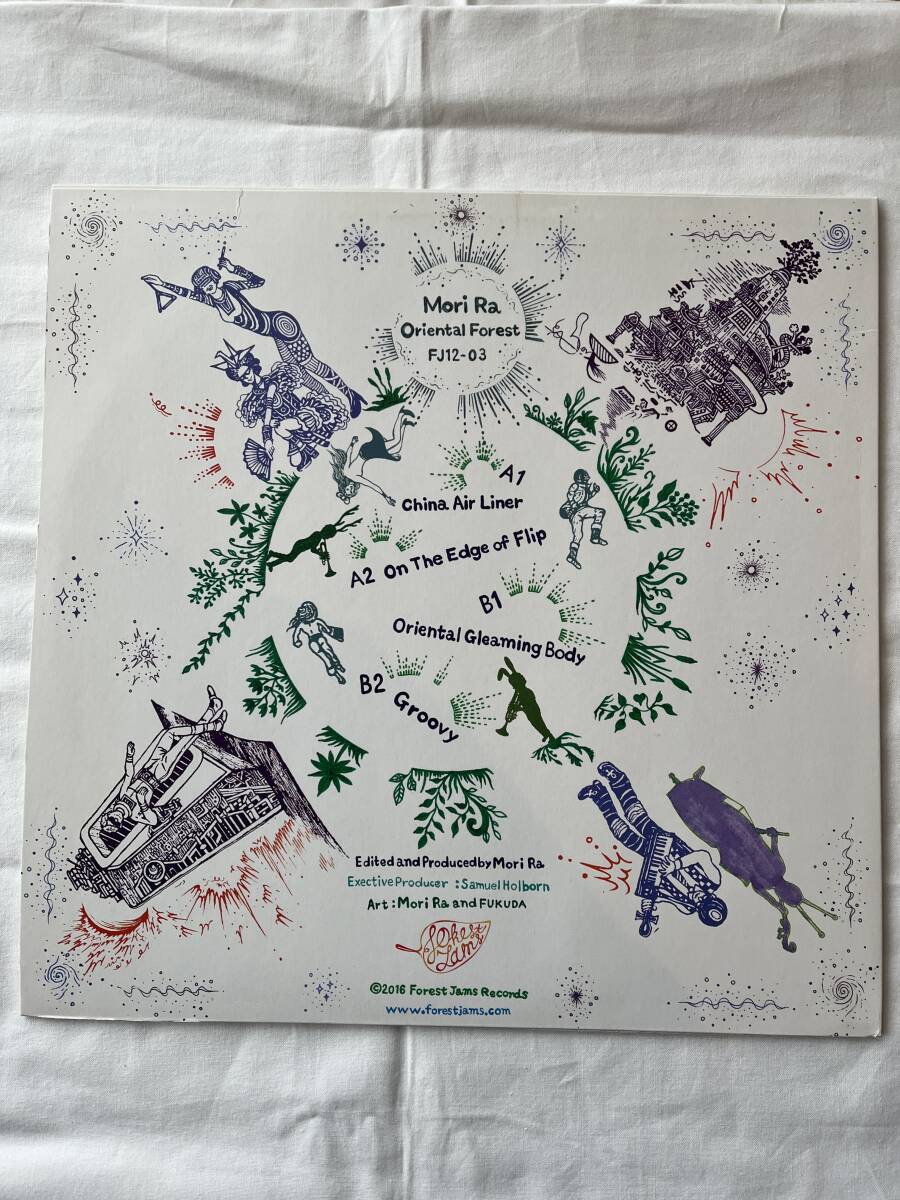 Mori Ra
Oriental Forest
FJ12-03
A1
China Air Liner
A2 On The Edge of Flip
B1
Oriental Gleaming Body
B2
Groovy
Edited and Produced by Mori Ra
Exective Producer : Samuel Holborn
Art : Mori Ra and FUKUDA
Forest
Jams
©2016 Forest Jams Records
www.forestjams.com